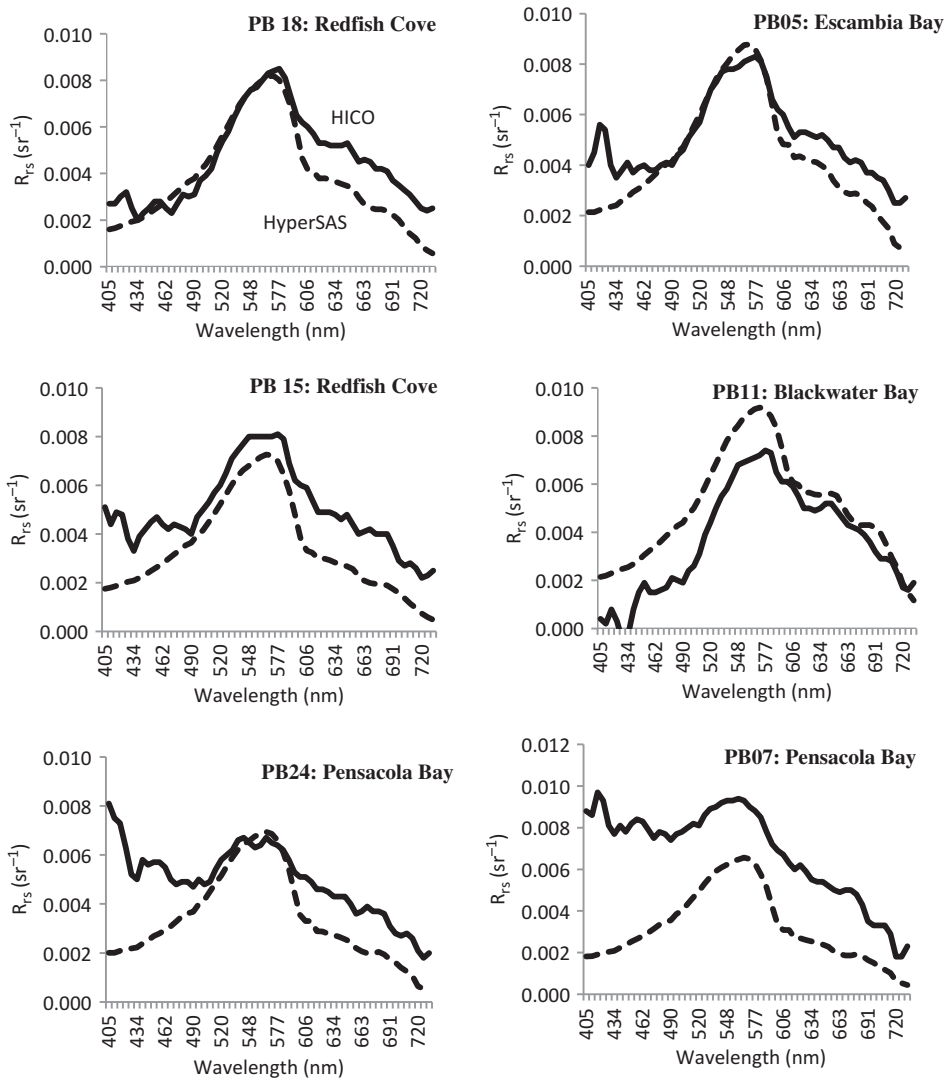 PB 18: Redfish Cove
0.010
0.008
0.006
0.004
0.002
0.000
Rrs (sr⁻¹)
HICO
HyperSAS
405 434 462 490 520 548 577 606 634 663 691 720
Wavelength (nm)
PB05: Escambia Bay
0.010
0.008
0.006
0.004
0.002
0.000
Rrs (sr⁻¹)
405 434 462 490 520 548 577 606 634 663 691 720
Wavelength (nm)
PB 15: Redfish Cove
0.010
0.008
0.006
0.004
0.002
0.000
Rrs (sr⁻¹)
405 434 462 490 520 548 577 606 634 663 691 720
Wavelength (nm)
PB11: Blackwater Bay
0.010
0.008
0.006
0.004
0.002
0.000
Rrs (sr⁻¹)
405 434 462 490 520 548 577 606 634 663 691 720
Wavelength (nm)
PB24: Pensacola Bay
0.010
0.008
0.006
0.004
0.002
0.000
Rrs (sr⁻¹)
405 434 462 490 520 548 577 606 634 663 691 720
Wavelength (nm)
PB07: Pensacola Bay
0.012
0.010
0.008
0.006
0.004
0.002
0.000
Rrs (sr⁻¹)
405 434 462 490 520 548 577 606 634 663 691 720
Wavelength (nm)